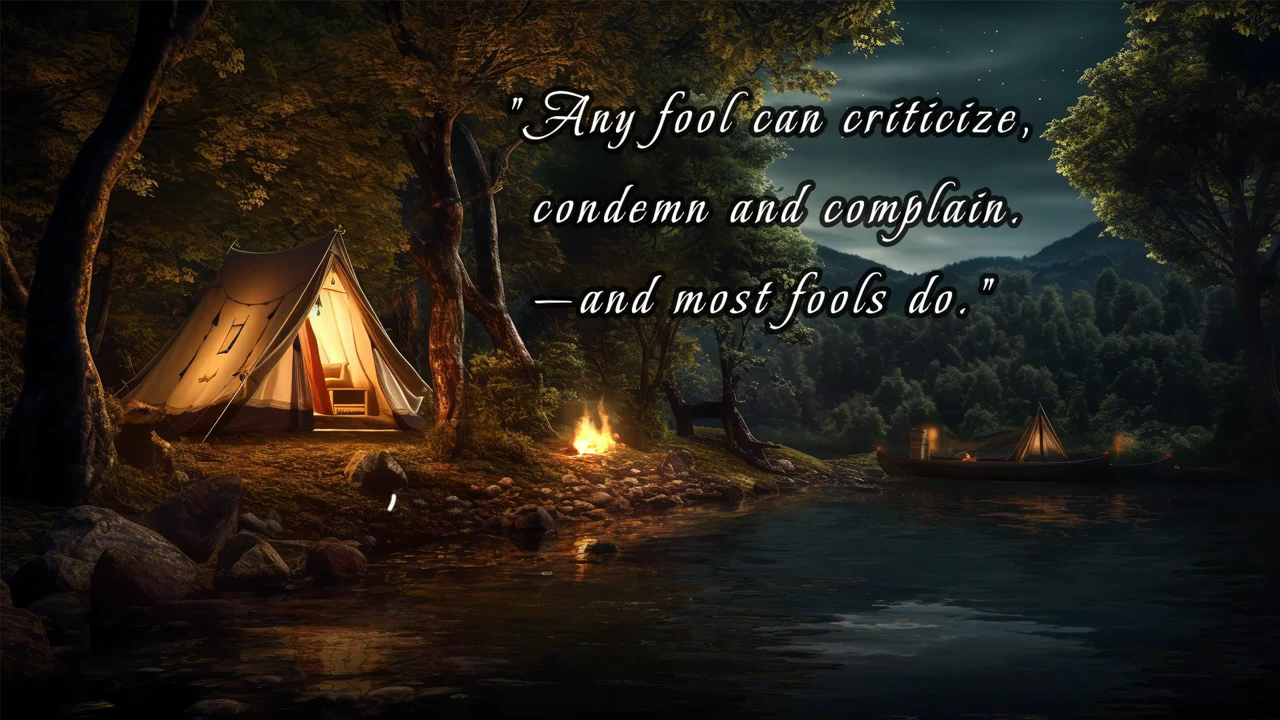 "Any fool can criticize,
condemn and complain.
—and most fools do."
,